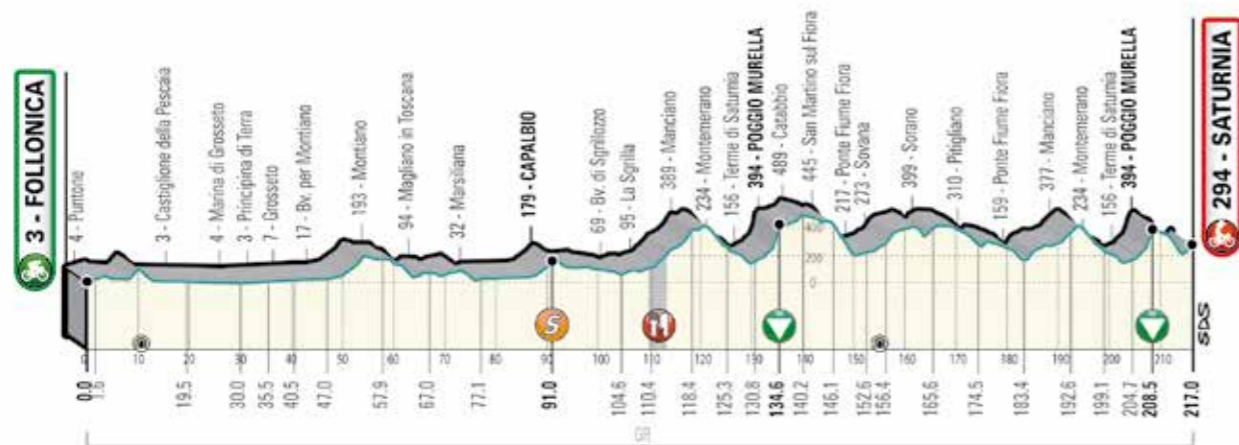 3 - FOLLONICA
4 - Puntone
3 - Castiglione della Pescaia
4 - Marina di Grosseto
3 - Principina di Terra
7 - Grosseto
17 - Bv. per Montiano
193 - Montiano
94 - Magliano in Toscana
32 - Marsiliana
179 - CAPALBIO
69 - Bv. di Sgrillozzo
95 - La Sgrilla
389 - Manciano
234 - Montemerano
156 - Terme di Saturnia
394 - POGGIO MURELLA
489 - Catabbio
445 - San Martino sul Fiora
217 - Ponte Fiume Fiora
273 - Sovana
399 - Sorano
310 - Pitigliano
159 - Ponte Fiume Fiora
377 - Manciano
234 - Montemerano
156 - Terme di Saturnia
394 - POGGIO MURELLA
294 - SATURNIA
400
200
0
S
SDS
0 10 20 30 40 50 60 70 80 90 100 110 120 130 140 150 160 170 180 190 200 210
0.0 1.6 19.5 30.0 35.5 40.5 47.0 57.9 67.0 77.1 91.0 104.6 110.4 118.4 125.3 130.8 134.6 140.2 146.1 152.6 156.4 165.6 174.5 183.4 192.6 199.1 204.7 208.5 217.0